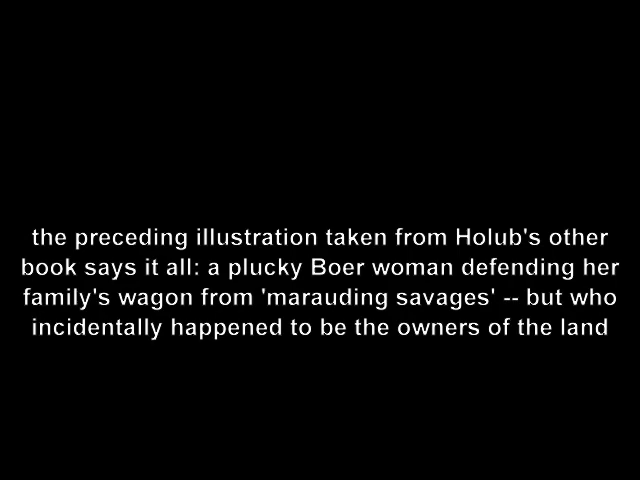 the preceding illustration taken from Holub's other
book says it all: a plucky Boer woman defending her
family's wagon from 'marauding savages' -- but who
incidentally happened to be the owners of the land